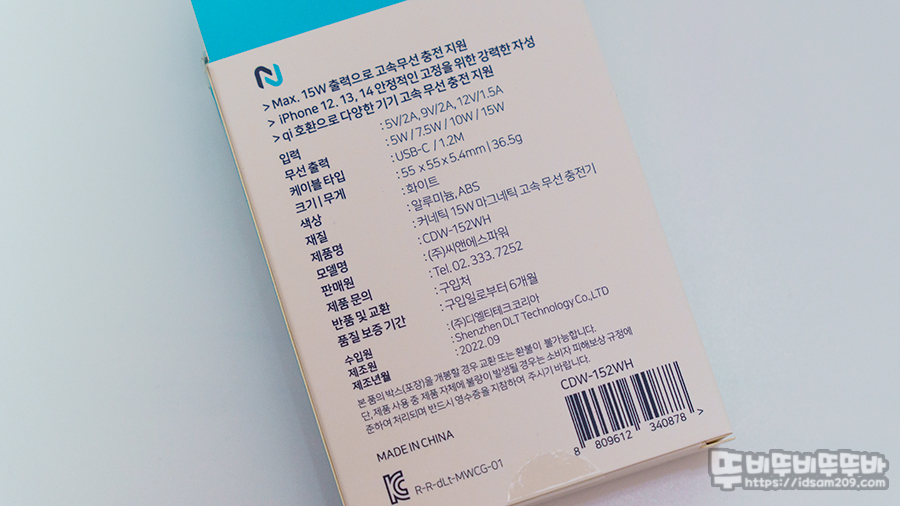 > Max. 15W 출력으로 고속무선 충전 지원
> iPhone 12, 13, 14 안정적인 고정을 위한 강력한 자성
> qi 호환으로 다양한 기기 고속 무선 충전 지원
입력 : 5V/2A, 9V/2A, 12V/1.5A
무선 출력 : 5W / 7.5W / 10W / 15W
케이블 타입 : USB-C / 1.2M
크기 | 무게 : 55 x 55 x 5.4mm | 36.5g
색상 : 화이트
재질 : 알루미늄, ABS
제품명 : 커네틱 15W 마그네틱 고속 무선 충전기
모델명 : CDW-152WH
판매원 : (주)씨앤에스파워
제품 문의 : Tel. 02. 333. 7252
반품 및 교환 : 구입처
품질 보증 기간 : 구입일로부터 6개월
수입원 : (주)디엘티테크코리아
제조원 : Shenzhen DLT Technology Co.,LTD
제조년월 : 2022.09
본 품의 박스(포장)을 개봉할 경우 교환 또는 환불이 불가능합니다.
단, 제품 사용 중 제품 자체에 불량이 발생될 경우는 소비자 피해보상 규정에
준하여 처리되며 반드시 영수증을 지참하여 주시기 바랍니다.
CDW-152WH
8 809612 340878 >
MADE IN CHINA
R-R-dLt-MWCG-01
뚜비뚜비뚜뚜바
https://idsam209.com